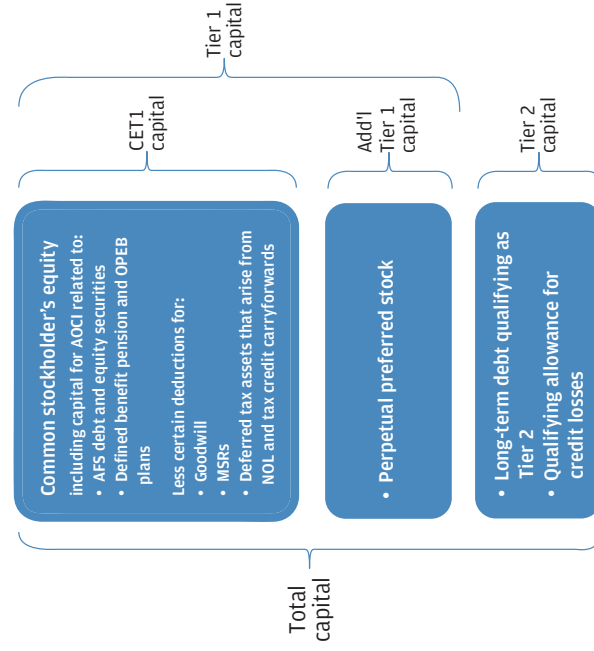 Total
capital
Common stockholder's equity
including capital for AOCI related to:
• AFS debt and equity securities
• Defined benefit pension and OPEB
plans
Less certain deductions for:
• Goodwill
• MSRs
• Deferred tax assets that arise from
NOL and tax credit carryforwards
CET1
capital
Tier 1
capital
• Perpetual preferred stock
Add'l
Tier 1
capital
• Long-term debt qualifying as
Tier 2
• Qualifying allowance for
credit losses
Tier 2
capital